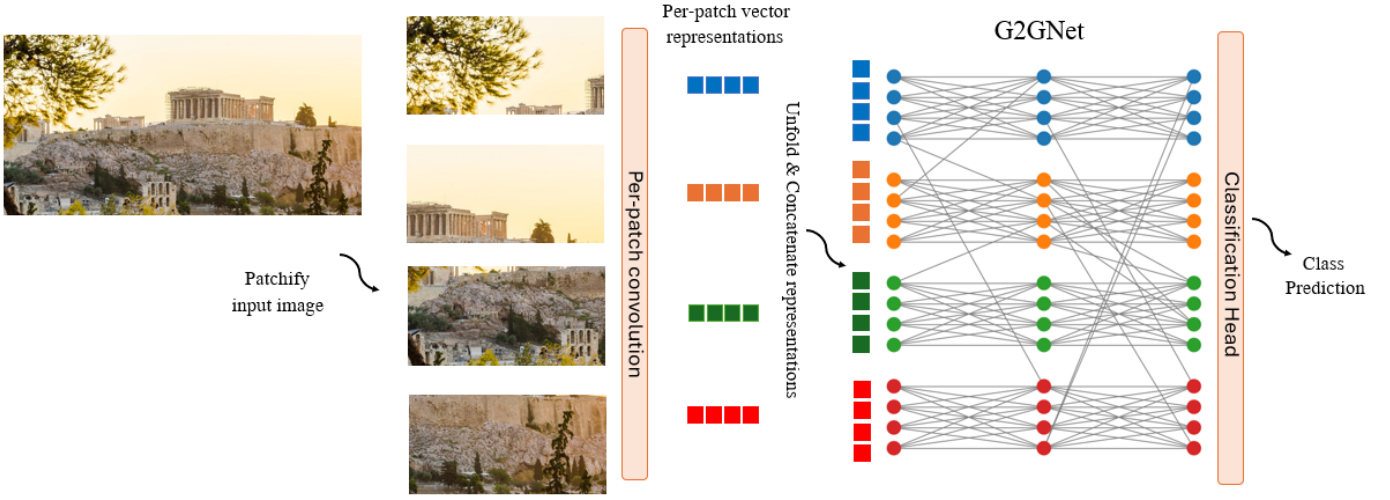 Patchify
input image
Per-patch convolution
Per-patch vector
representations
Unfold & Concatenate representations
G2GNet
Classification Head
Class
Prediction